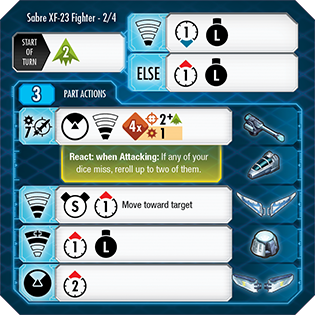 Sabre XF-23 Fighter - 2/4
START
OF
TURN
2
1
L
ELSE
1
L
3
PART ACTIONS
7
4x
2+
1
React: when Attacking: If any of your
dice miss, reroll up to two of them.
S
1
Move toward target
1
L
2